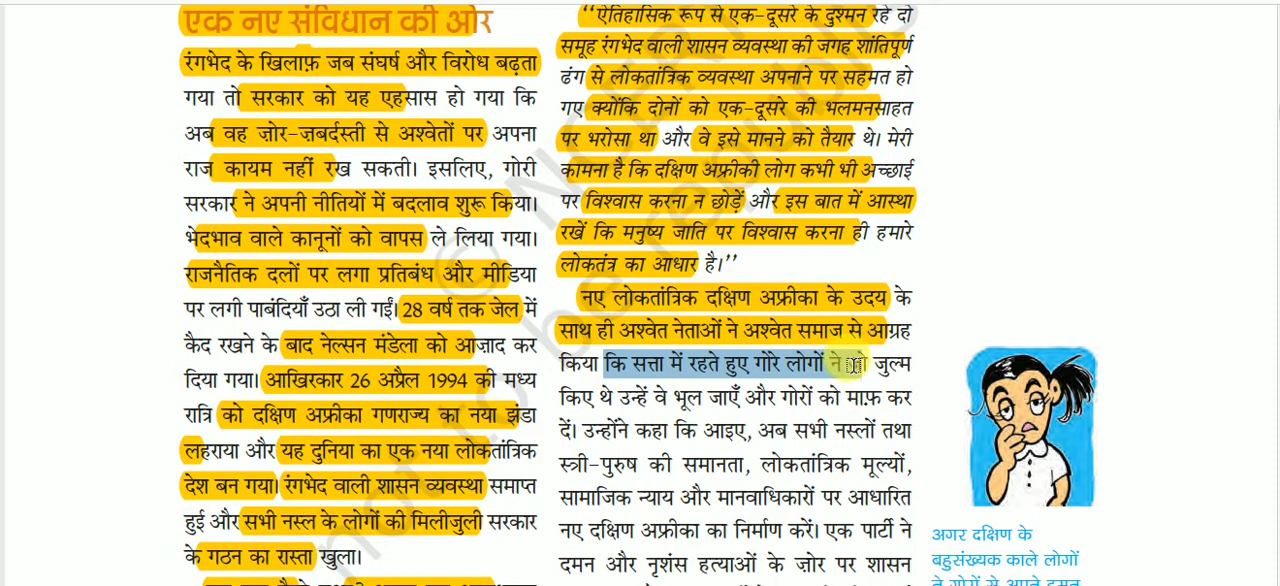 एक नए संविधान की ओर
रंगभेद के खिलाफ़ जब संघर्ष और विरोध बढ़ता
गया तो सरकार को यह एहसास हो गया कि
अब वह ज़ोर-ज़बर्दस्ती से अश्वेतों पर अपना
राज कायम नहीं रख सकती। इसलिए, गोरी
सरकार ने अपनी नीतियों में बदलाव शुरू किया।
भेदभाव वाले कानूनों को वापस ले लिया गया।
राजनैतिक दलों पर लगा प्रतिबंध और मीडिया
पर लगी पाबंदियाँ उठा ली गईं। 28 वर्ष तक जेल में
कैद रखने के बाद नेल्सन मंडेला को आजाद कर
दिया गया। आखिरकार 26 अप्रैल 1994 की मध्य
रात्रि को दक्षिण अफ्रीका गणराज्य का नया झंडा
लहराया और यह दुनिया का एक नया लोकतांत्रिक
देश बन गया। रंगभेद वाली शासन व्यवस्था समाप्त
हुई और सभी नस्ल के लोगों की मिलीजुली सरकार
के गठन का रास्ता खुला।
‘‘ऐतिहासिक रूप से एक-दूसरे के दुश्मन रहे दो
समूह रंगभेद वाली शासन व्यवस्था की जगह शांतिपूर्ण
ढंग से लोकतांत्रिक व्यवस्था अपनाने पर सहमत हो
गए क्योंकि दोनों को एक-दूसरे की भलमनसाहत
पर भरोसा था और वे इसे मानने को तैयार थे। मेरी
कामना है कि दक्षिण अफ्रीकी लोग कभी भी अच्छाई
पर विश्वास करना न छोड़ें और इस बात में आस्था
रखें कि मनुष्य जाति पर विश्वास करना ही हमारे
लोकतंत्र का आधार है।’’
नए लोकतांत्रिक दक्षिण अफ्रीका के उदय के
साथ ही अश्वेत नेताओं ने अश्वेत समाज से आग्रह
किया कि सत्ता में रहते हुए गोरे लोगों ने जुल्म
किए थे उन्हें वे भूल जाएँ और गोरों को माफ़ कर
दें। उन्होंने कहा कि आइए, अब सभी नस्लों तथा
स्त्री-पुरुष की समानता, लोकतांत्रिक मूल्यों,
सामाजिक न्याय और मानवाधिकारों पर आधारित
नए दक्षिण अफ्रीका का निर्माण करें। एक पार्टी ने
दमन और नृशंस हत्याओं के जोर पर शासन
अगर दक्षिण के
बहुसंख्यक काले लोगों
ने गोरों से अपने